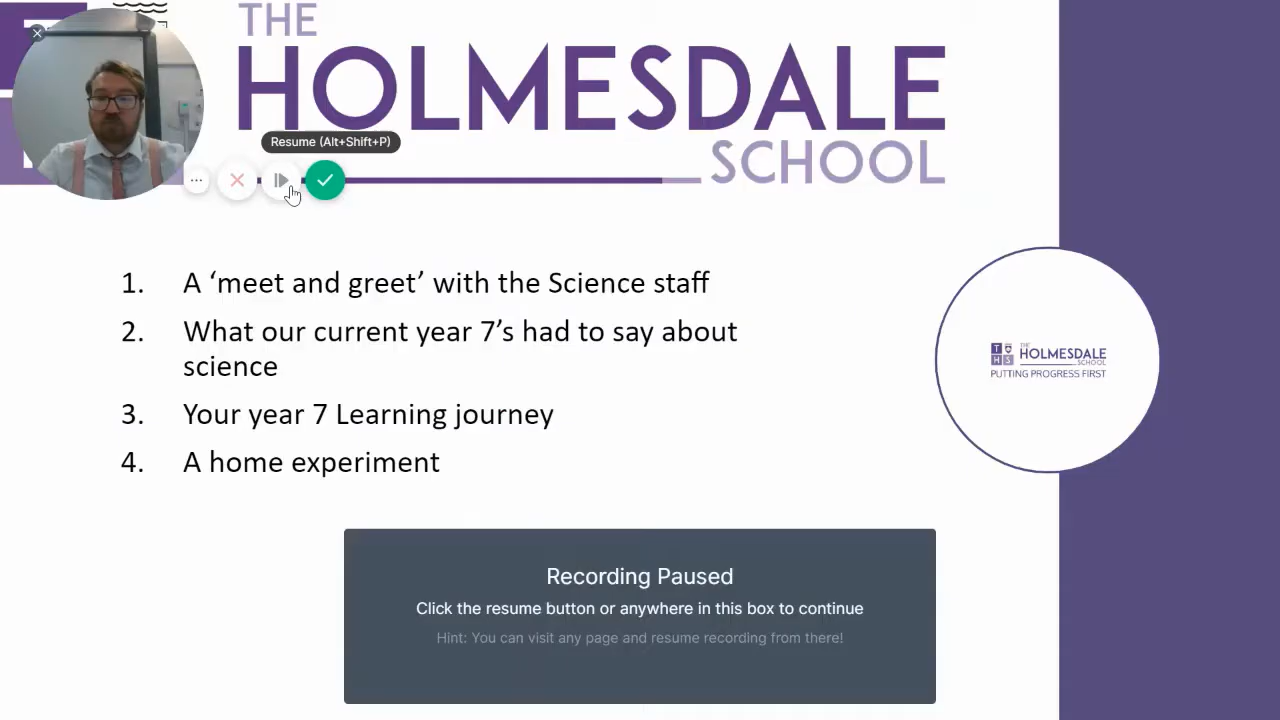 THE
HOLMESDALE
SCHOOL
Resume (Alt+Shift+P)
1. A ‘meet and greet’ with the Science staff
2. What our current year 7’s had to say about
science
3. Your year 7 Learning journey
4. A home experiment
T H S
THE
HOLMESDALE
SCHOOL
PUTTING PROGRESS FIRST
Recording Paused
Click the resume button or anywhere in this box to continue
Hint: You can visit any page and resume recording from there!